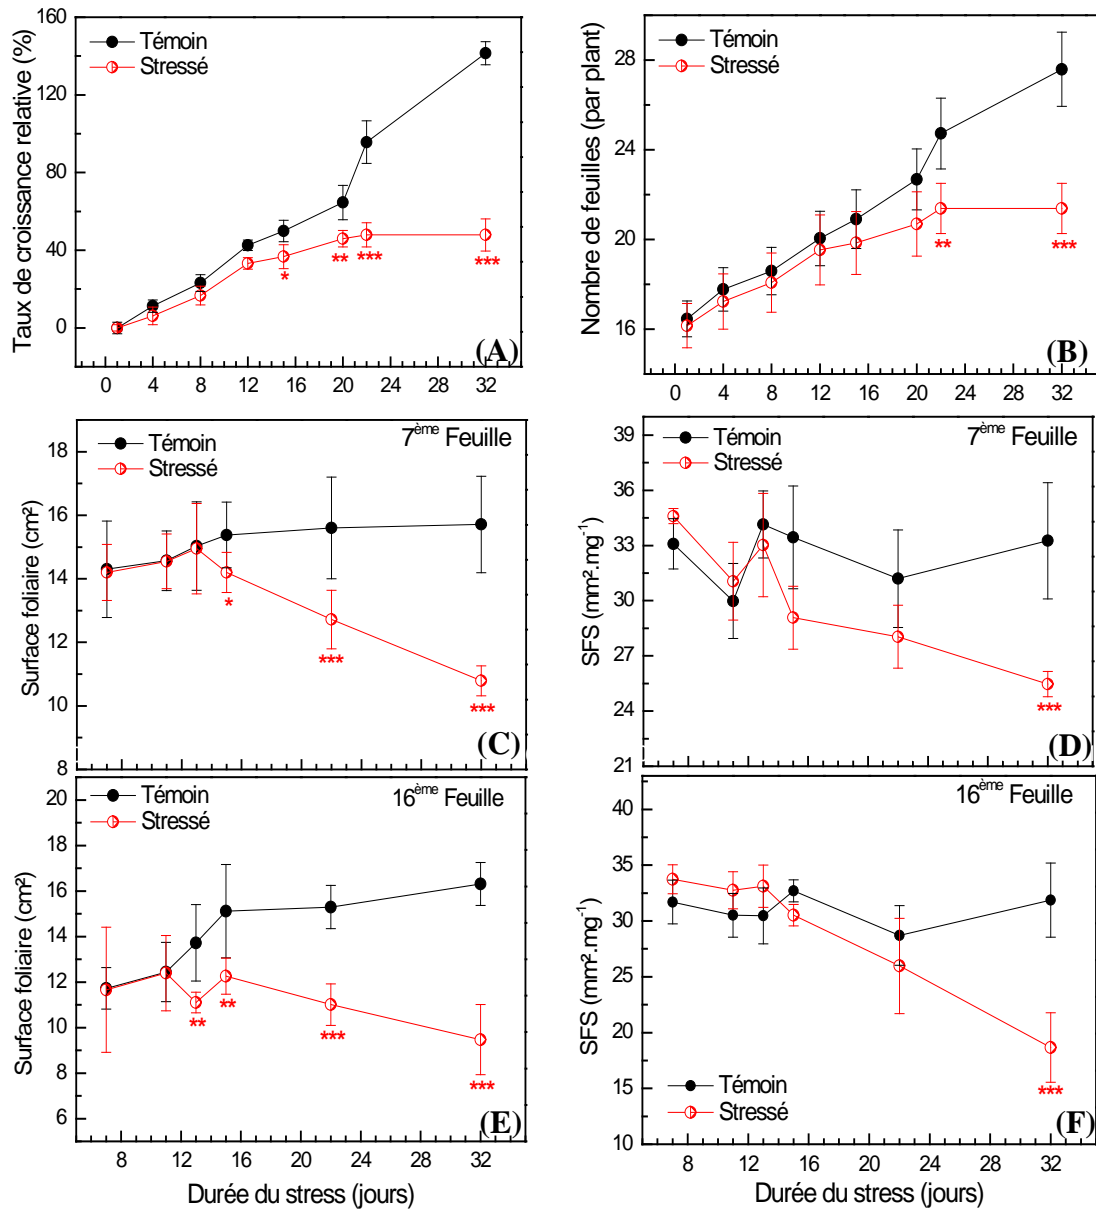 Taux de croissance relative (%)
160
120
80
40
0
Témoin
Stressé
*
**
***
***
(A)
0 4 8 12 16 20 24 28 32
Nombre de feuilles (par plant)
28
24
20
16
Témoin
Stressé
**
***
(B)
0 4 8 12 16 20 24 28 32
Surface foliaire (cm²)
18
16
14
12
10
8
Témoin
Stressé
7ème Feuille
*
***
***
(C)
SFS (mm².mg-1)
39
36
33
30
27
24
21
Témoin
Stressé
7ème Feuille
***
(D)
Surface foliaire (cm²)
20
18
16
14
12
10
8
6
Témoin
Stressé
16ème Feuille
**
**
***
***
(E)
8 12 16 20 24 28 32
Durée du stress (jours)
SFS (mm².mg-1)
40
35
30
25
20
15
10
16ème Feuille
Témoin
Stressé
***
(F)
8 12 16 20 24 28 32
Durée du stress (jours)